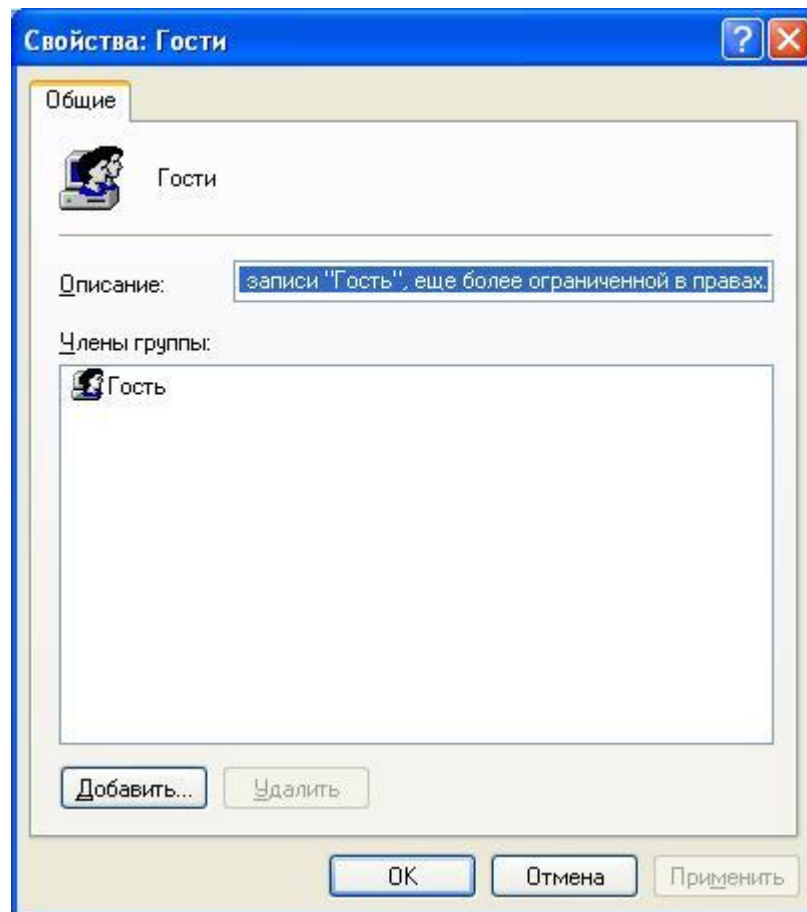 Свойства: Гости
Общие
Гости
Описание: записи "Гость", еще более ограниченной в правах.
Члены группы:
Гость
Добавить... Удалить
OK Отмена Применить